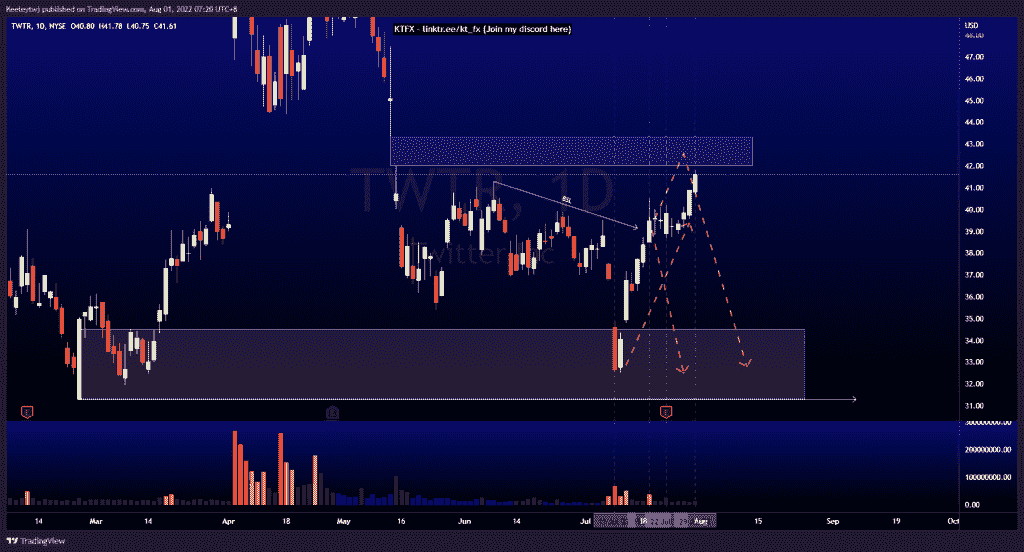 Keeteytwj published on TradingView.com, Aug 01, 2022 07:20 UTC+8
TWTR, 1D, NYSE O40.80 H41.78 L40.75 C41.61
KTFX - linktr.ee/kt_fx (Join my discord here)
USD
48.00
47.00
46.00
45.00
44.00
43.00
42.00
TWTR, 1D
41.00
40.00
39.00
Twitter Inc
38.00
37.00
36.00
35.00
34.00
33.00
32.00
31.00
E
E
300000000.00
200000000.00
100000000.00
0.00
14 Mar 14 Apr 18 May 16 Jun 14 Jul 18 22 Jul Aug 15 Sep 19 Oct
TradingView